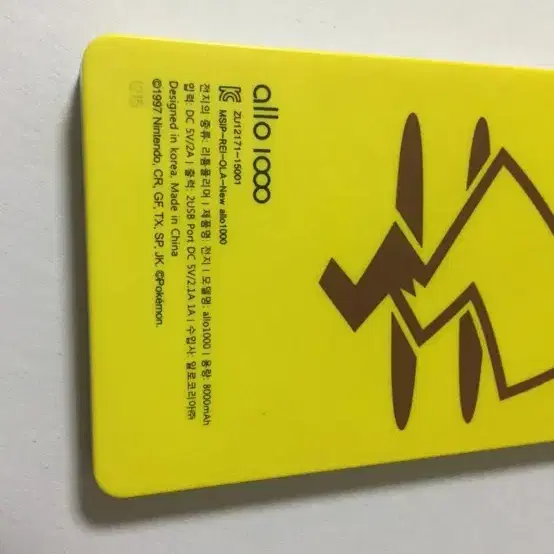 allo 1000
ZU12171-15001
MSIP-REI-OLA-New allo1000
전지의 종류: 리튬폴리머 | 제품명: 전지 | 모델명: allo1000 | 용량: 8000mAh
입력: DC 5V/2A | 출력: 2USB Port DC 5V/2.1A 1A | 수입사: 알로코리아㈜
Designed in korea. Made in China
©1997 Nintendo, CR, GF, TX, SP, JK. ©Pokémon.